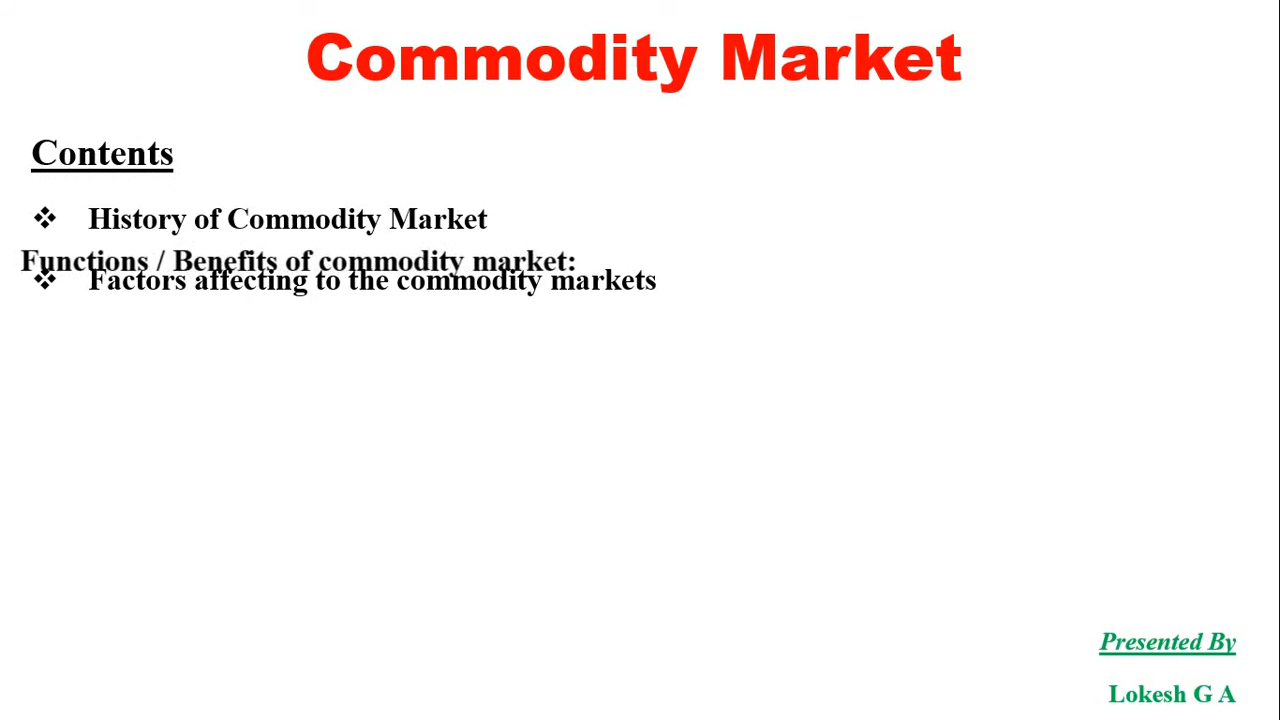 Commodity Market
Contents
❖ History of Commodity Market
Functions / Benefits of commodity market:
❖ Factors affecting to the commodity markets
Presented By
Lokesh G A